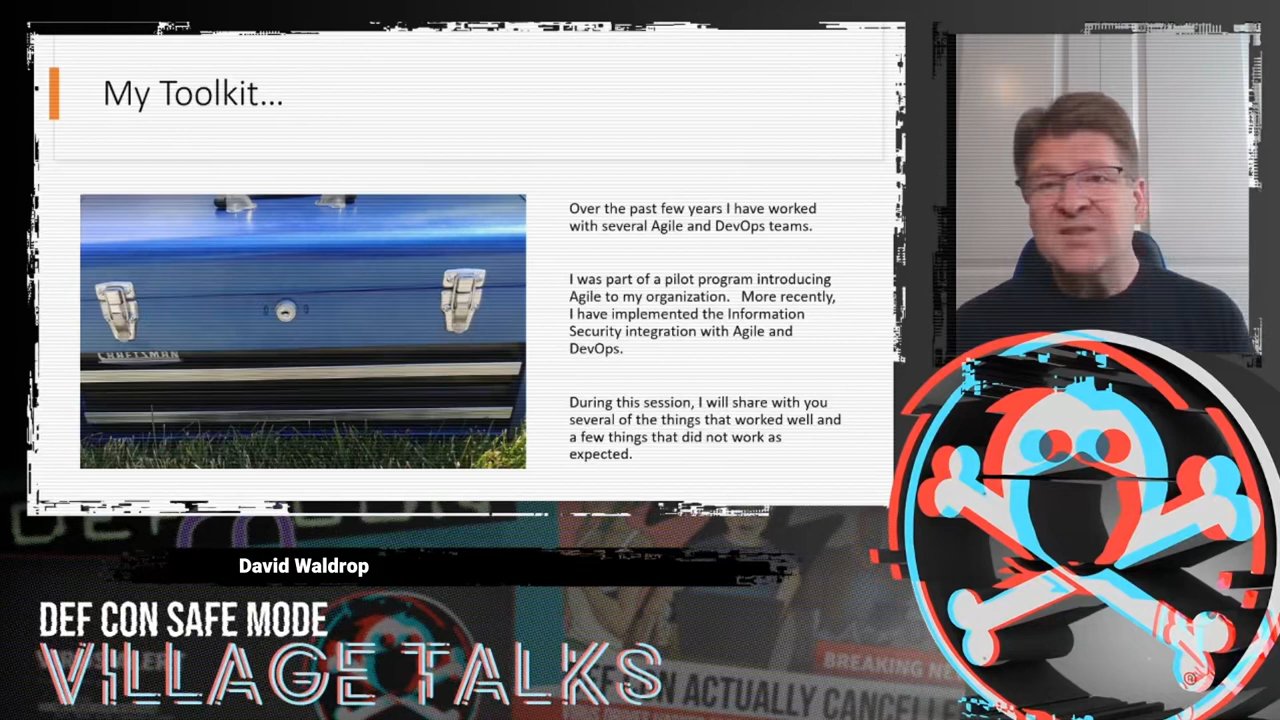 My Toolkit...
CRAFTSMAN
Over the past few years I have worked
with several Agile and DevOps teams.
I was part of a pilot program introducing
Agile to my organization. More recently,
I have implemented the Information
Security integration with Agile and
DevOps.
During this session, I will share with you
several of the things that worked well and
a few things that did not work as
expected.
DEF CON
David Waldrop
DEF CON SAFE MODE
VILLAGE TALKS
BREAKING NE
ACTUALLY CANCELLE